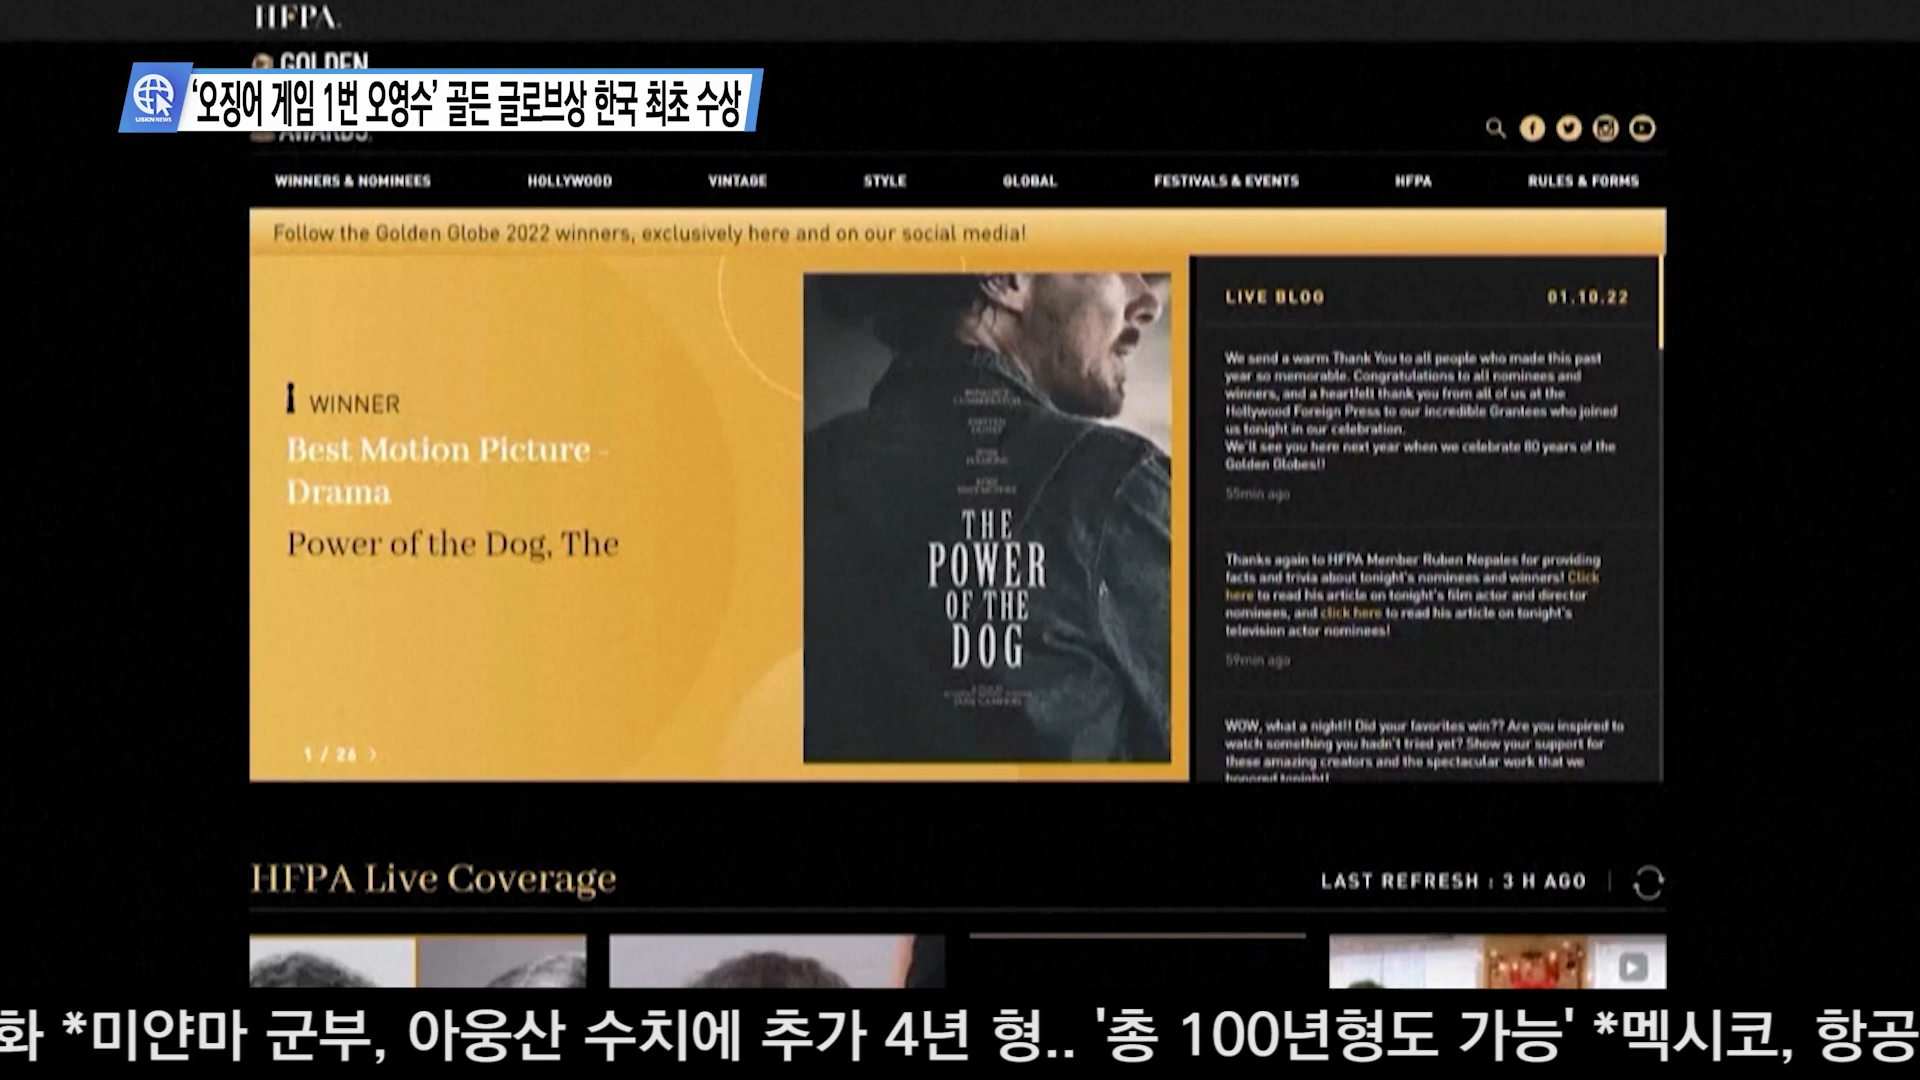 HFPA.
GOLDEN
USKN NEWS
'오징어 게임 1번 오영수' 골든 글로브상 한국 최초 수상
AWARDS.
WINNERS & NOMINEES HOLLYWOOD VINTAGE STYLE GLOBAL FESTIVALS & EVENTS HFPA RULES & FORMS
Follow the Golden Globe 2022 winners, exclusively here and on our social media!
WINNER
Best Motion Picture -
Drama
Power of the Dog, The
1 / 26 >
THE
POWER
OF THE
DOG
LIVE BLOG 01.10.22
We send a warm Thank You to all people who made this past
year so memorable. Congratulations to all nominees and
winners, and a heartfelt thank you from all of us at the
Hollywood Foreign Press to our incredible Grantees who joined
us tonight in our celebration.
We'll see you here next year when we celebrate 80 years of the
Golden Globes!!
55min ago
Thanks again to HFPA Member Ruben Nepales for providing
facts and trivia about tonight's nominees and winners! Click
here to read his article on tonight's film actor and director
nominees, and click here to read his article on tonight's
television actor nominees!
59min ago
WOW, what a night!! Did your favorites win?? Are you inspired to
watch something you hadn't tried yet? Show your support for
these amazing creators and the spectacular work that we
honored tonight!
HFPA Live Coverage
LAST REFRESH : 3 H AGO
화 *미얀마 군부, 아웅산 수치에 추가 4년 형.. '총 100년형도 가능' *멕시코, 항공